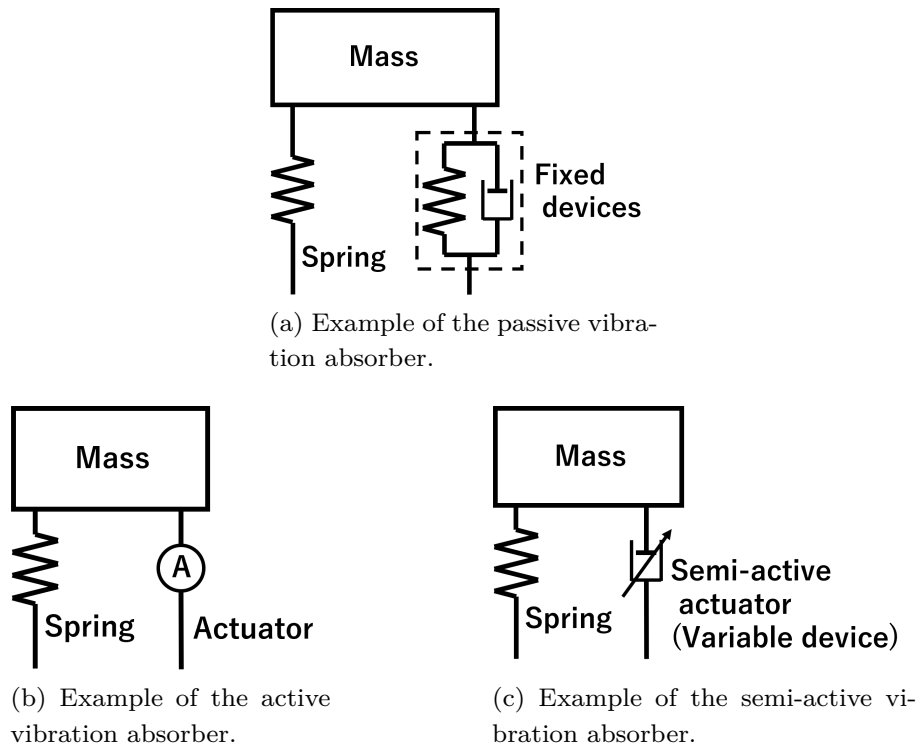 Mass
Fixed
devices
Spring
(a) Example of the passive vibra-
tion absorber.
Mass
A
Spring
Actuator
(b) Example of the active
vibration absorber.
Mass
Semi-active
actuator
(Variable device)
Spring
(c) Example of the semi-active vi-
bration absorber.